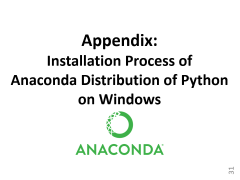 Appendix:
Installation Process of
Anaconda Distribution of Python
on Windows
ANACONDA
31